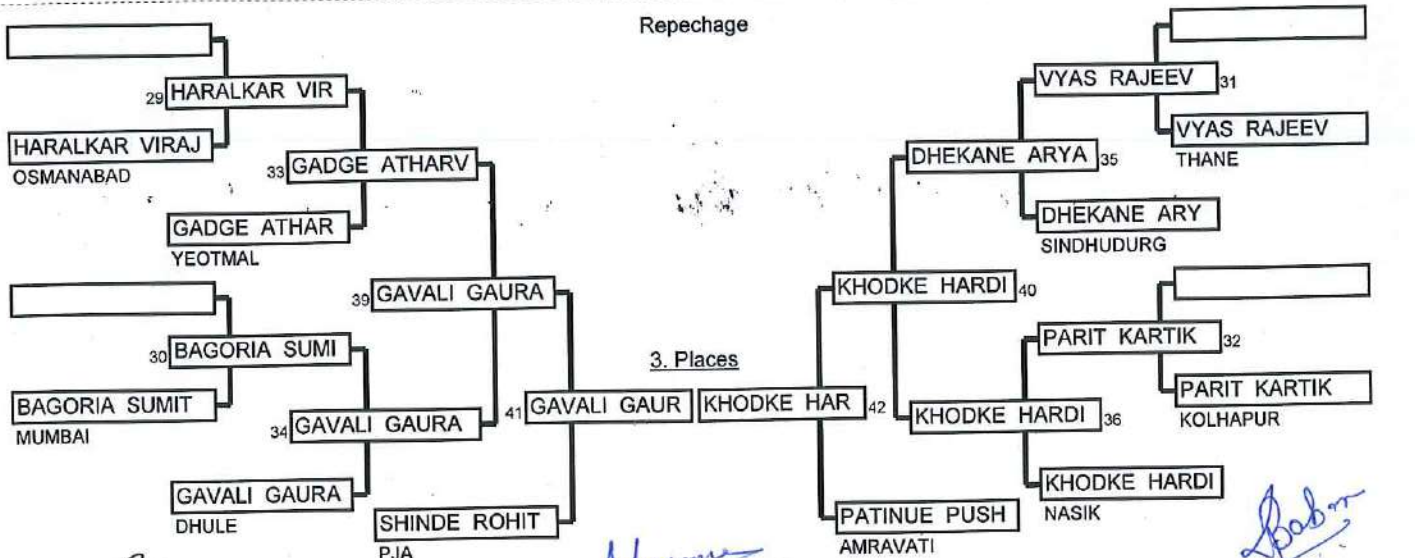 Repechage
29 HARALKAR VIR
HARALKAR VIRAJ
OSMANABAD
33 GADGE ATHARV
GADGE ATHAR
YEOTMAL
39 GAVALI GAURA
30 BAGORIA SUMI
BAGORIA SUMIT
MUMBAI
34 GAVALI GAURA
GAVALI GAURA
DHULE
41 GAVALI GAUR
SHINDE ROHIT
PJA
3. Places
VYAS RAJEEV 31
VYAS RAJEEV
THANE
DHEKANE ARYA 35
DHEKANE ARY
SINDHUDURG
KHODKE HARDI 40
PARIT KARTIK 32
PARIT KARTIK
KOLHAPUR
KHODKE HAR 42
KHODKE HARDI 36
KHODKE HARDI
NASIK
PATINUE PUSH
AMRAVATI